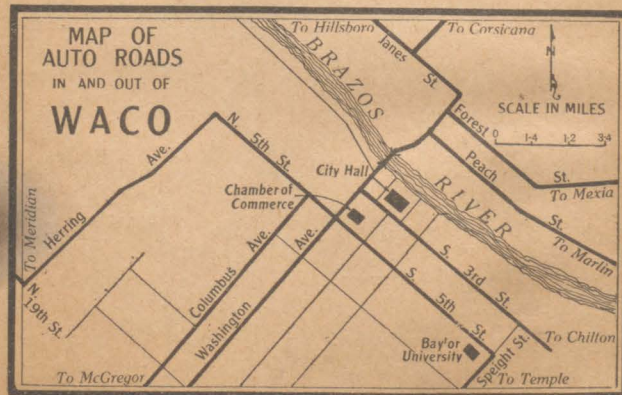 MAP OF
AUTO ROADS
IN AND OUT OF
WACO
To Hillsboro
To Corsicana
Janes St.
N
SCALE IN MILES
0 1-4 1-2 3-4
BRAZOS RIVER
Forest St.
To Mexia
Peach St.
To Marlin
N 5th St.
City Hall
Chamber of
Commerce
Herring Ave.
To Meridian
N 19th St.
Columbus Ave.
Washington Ave.
S. 3rd St.
S. 5th St.
To Chilton
Bay'or
University
Speight St.
To Temple
To McGregor